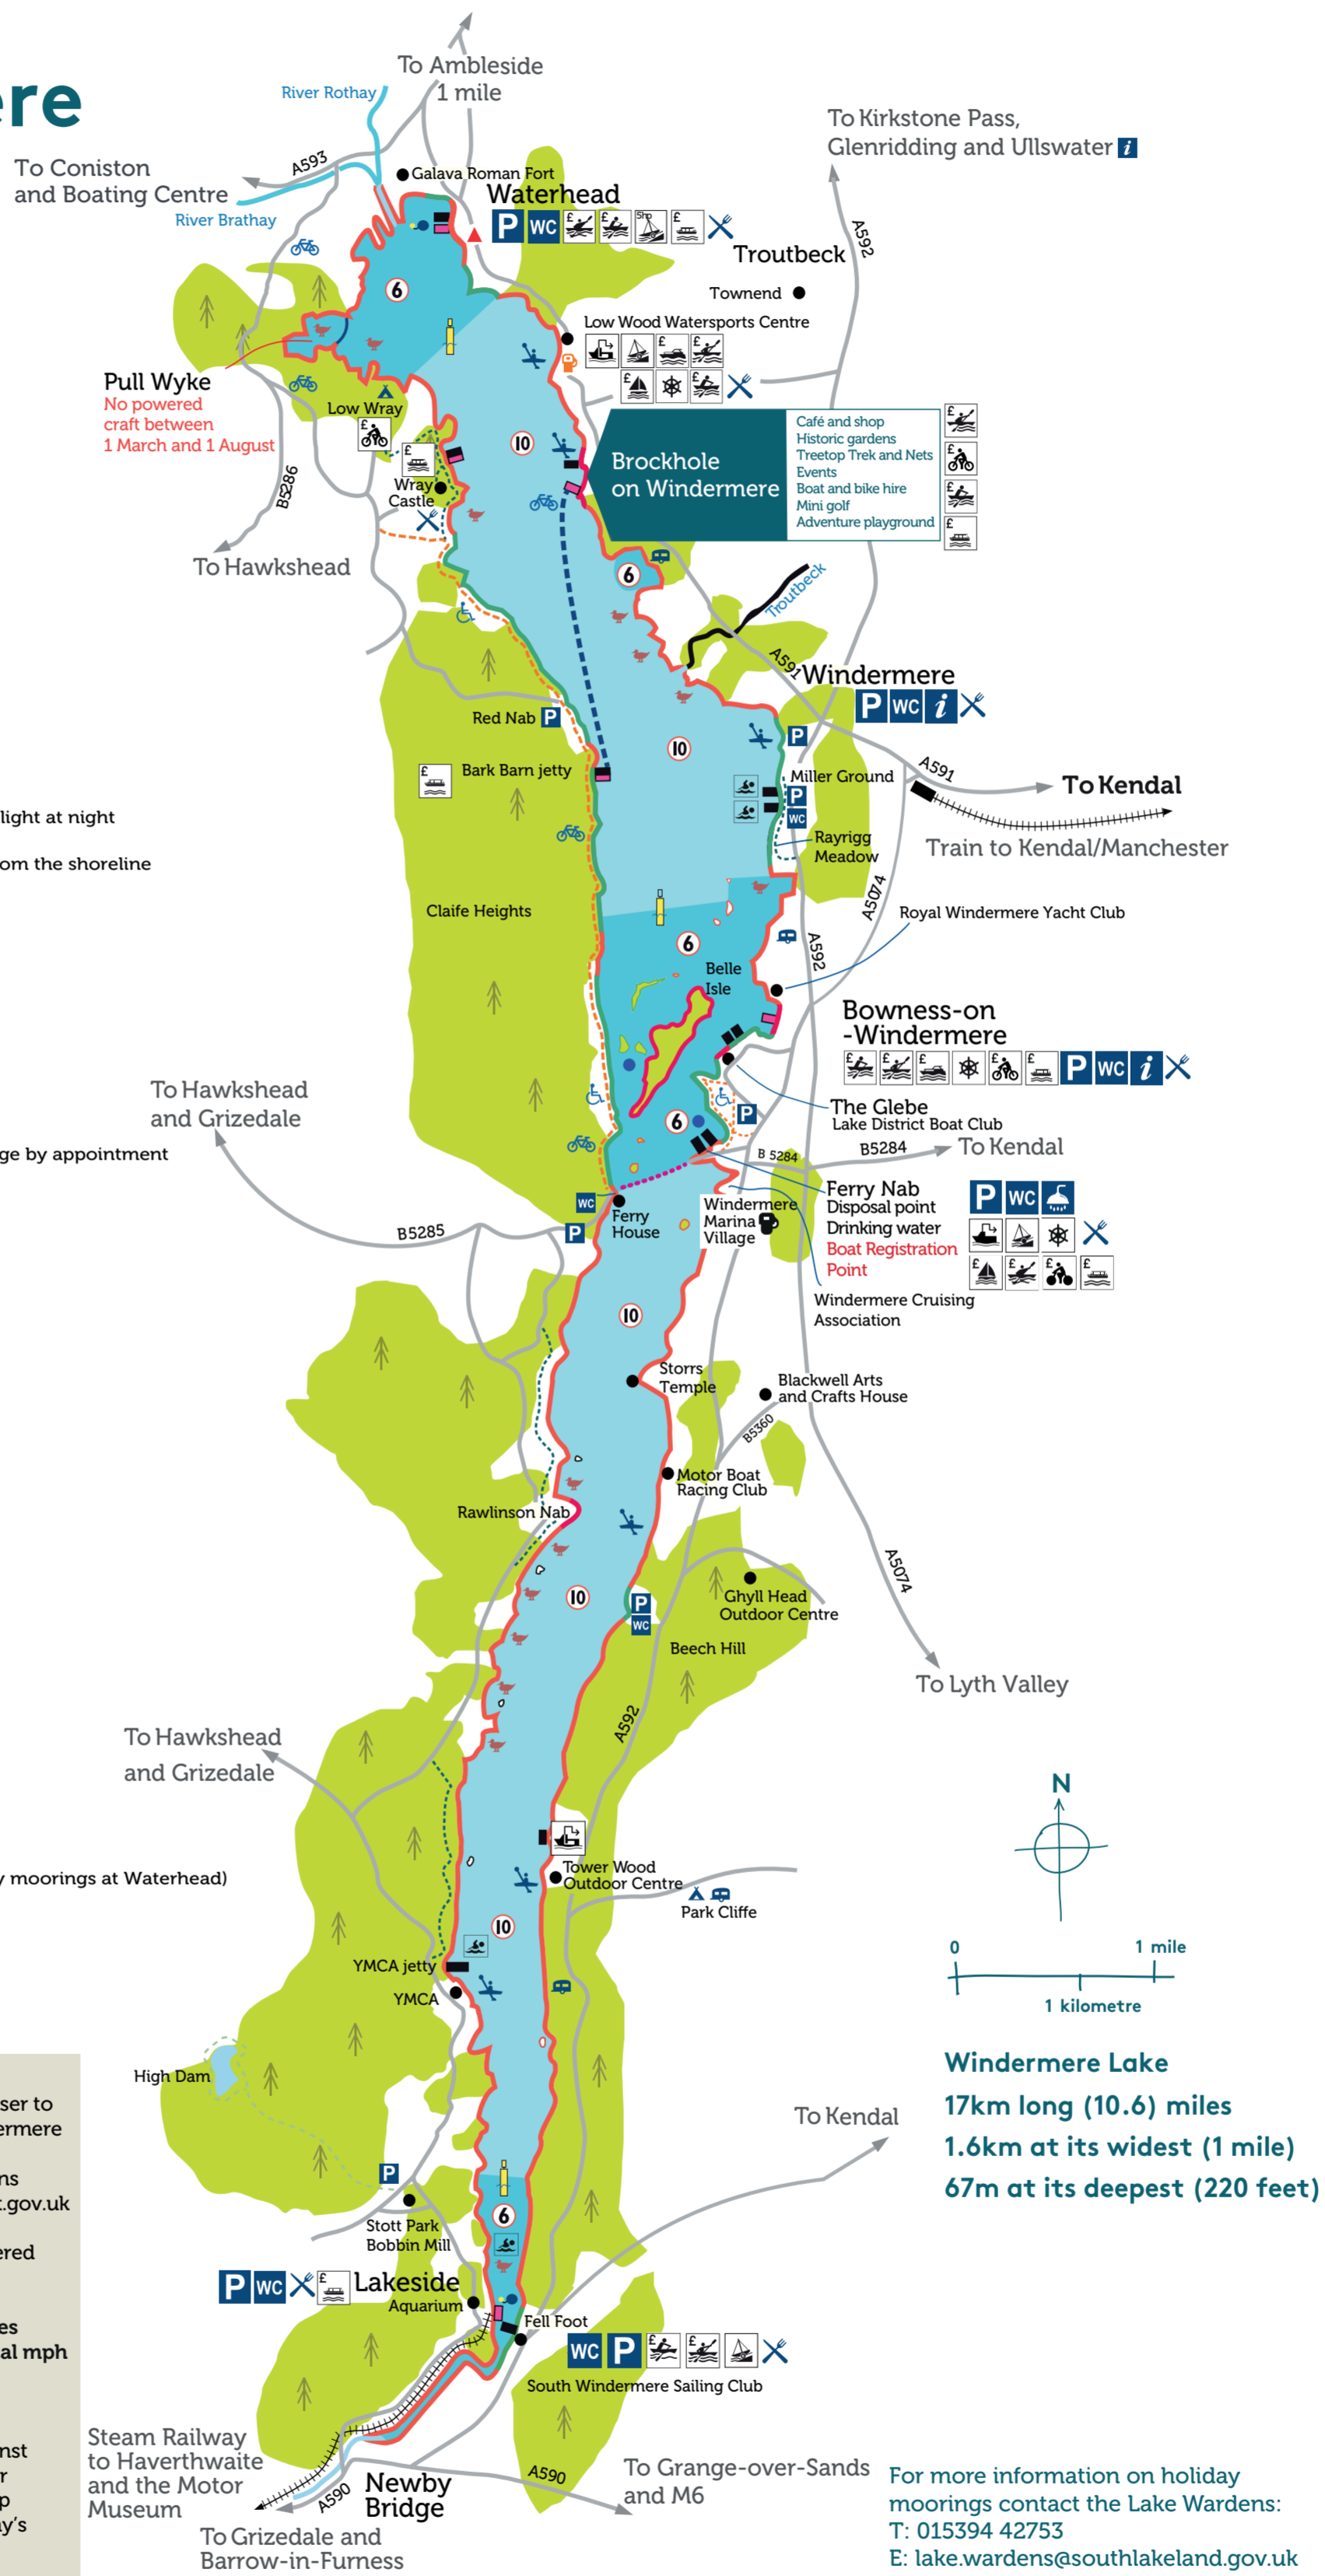 ere
To Ambleside
1 mile
River Rothay
To Kirkstone Pass,
Glenridding and Ullswater i
To Coniston
and Boating Centre
A593
River Brathay
Galava Roman Fort
Waterhead
P WC £ £ £
A592
Troutbeck
Townend
6
Low Wood Watersports Centre
£ £
£ £
Pull Wyke
No powered
craft between
1 March and 1 August
Low Wray
£
10
B5286
Wray
Castle
Brockhole
on Windermere
Café and shop
Historic gardens
Treetop Trek and Nets
Events
Boat and bike hire
Mini golf
Adventure playground
£
£
£
£
To Hawkshead
6
Troutbeck
A591
Windermere
P WC i
Red Nab P
10
P
Bark Barn jetty
£
Miller Ground
P
WC
A591
To Kendal
Rayrigg
Meadow
Train to Kendal/Manchester
light at night
om the shoreline
Claife Heights
A5074
Royal Windermere Yacht Club
6
A592
Belle
Isle
Bowness-on
-Windermere
£ £ £ £ £ P WC i
To Hawkshead
and Grizedale
6
P
The Glebe
Lake District Boat Club
ge by appointment
B 5284
B5284
To Kendal
WC
Ferry
House
P
B5285
Windermere
Marina
Village
Ferry Nab
Disposal point
Drinking water
Boat Registration
Point
P WC
£ £ £ £
Windermere Cruising
Association
10
Storrs
Temple
Blackwell Arts
and Crafts House
B5360
Motor Boat
Racing Club
Rawlinson Nab
10
P
WC
Ghyll Head
Outdoor Centre
A5074
Beech Hill
To Lyth Valley
A592
To Hawkshead
and Grizedale
N
y moorings at Waterhead)
Tower Wood
Outdoor Centre
Park Cliffe
10
0
1 mile
1 kilometre
YMCA jetty
YMCA
High Dam
Windermere Lake
17km long (10.6) miles
1.6km at its widest (1 mile)
67m at its deepest (220 feet)
ser to
ermere
ns
t.gov.uk
ered
es
al mph
nst
r
p
y's
To Kendal
P
6
Stott Park
Bobbin Mill
P WC £
Lakeside
Aquarium
Fell Foot
WC P £ £
South Windermere Sailing Club
Steam Railway
to Haverthwaite
and the Motor
Museum
A590
Newby
Bridge
A590
To Grange-over-Sands
and M6
To Grizedale and
Barrow-in-Furness
For more information on holiday
moorings contact the Lake Wardens:
T: 015394 42753
E: lake.wardens@southlakeland.gov.uk